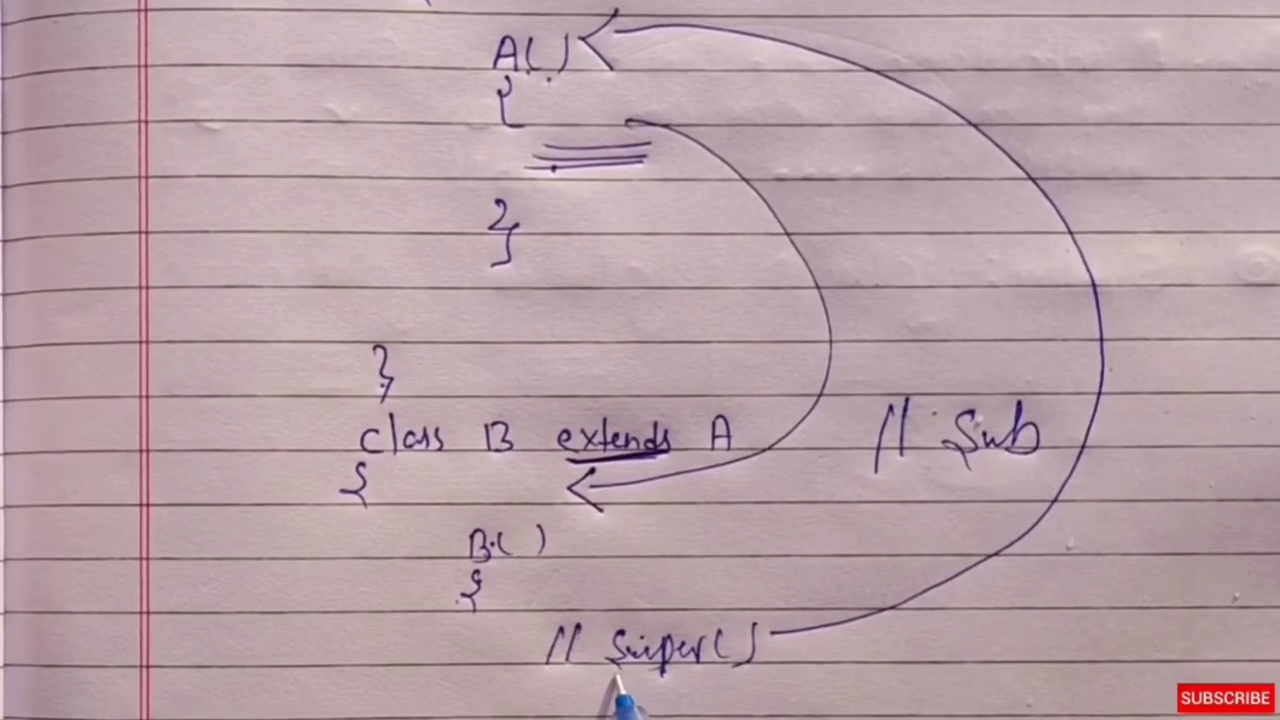 A()
{
}
}
class B extends A // Sub
{
B()
{
// Super()
SUBSCRIBE